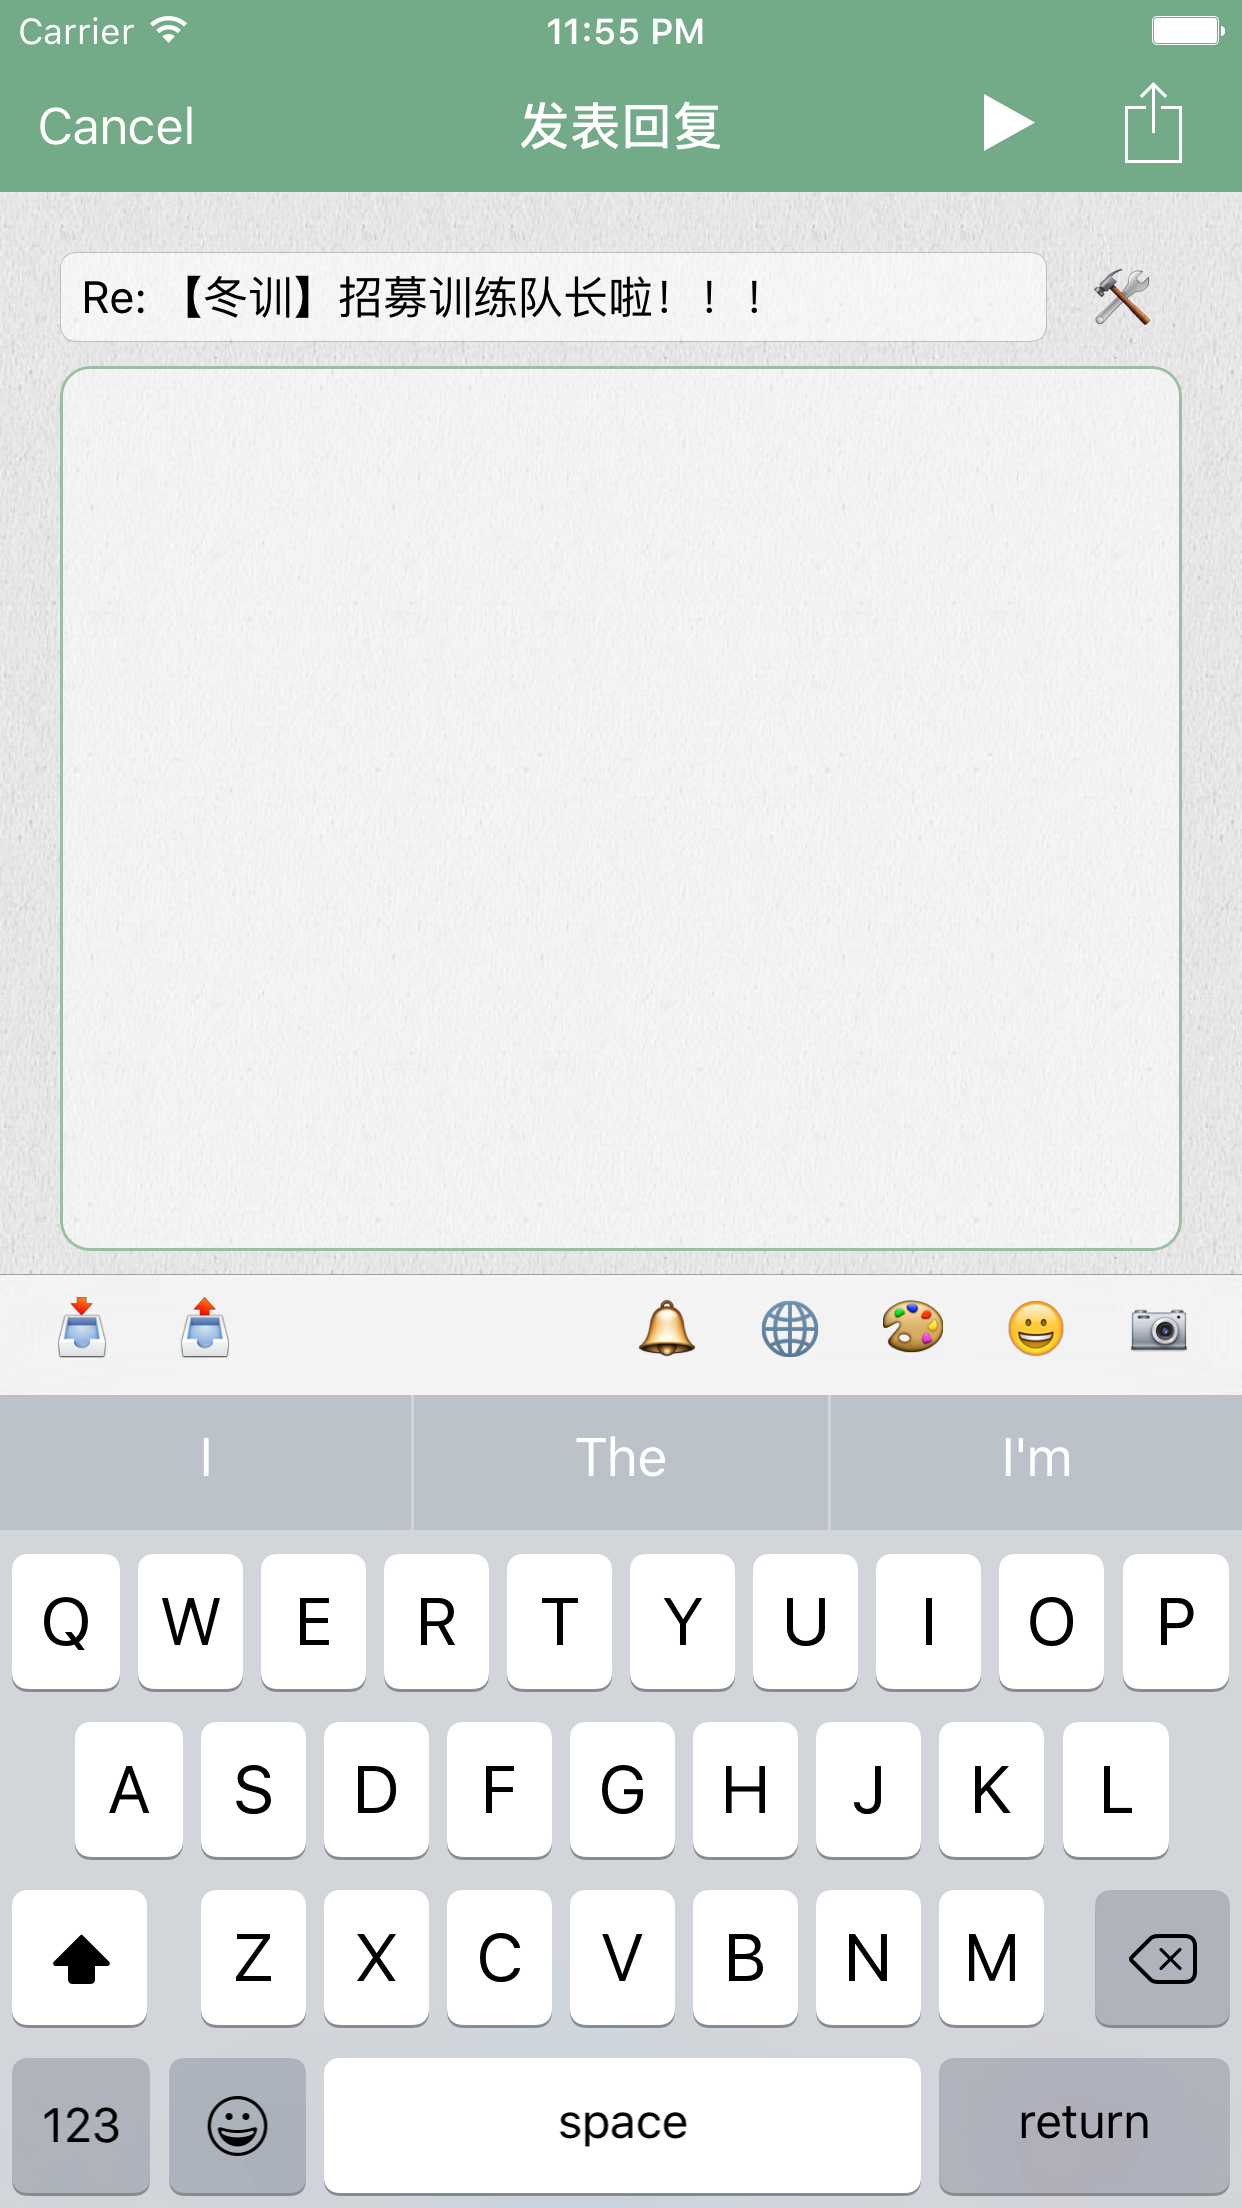 Carrier 11:55 PM
Cancel 发表回复
Re: 【冬训】招募训练队长啦！！！
I The I'm
Q W E R T Y U I O P
A S D F G H J K L
Z X C V B N M
123 space return